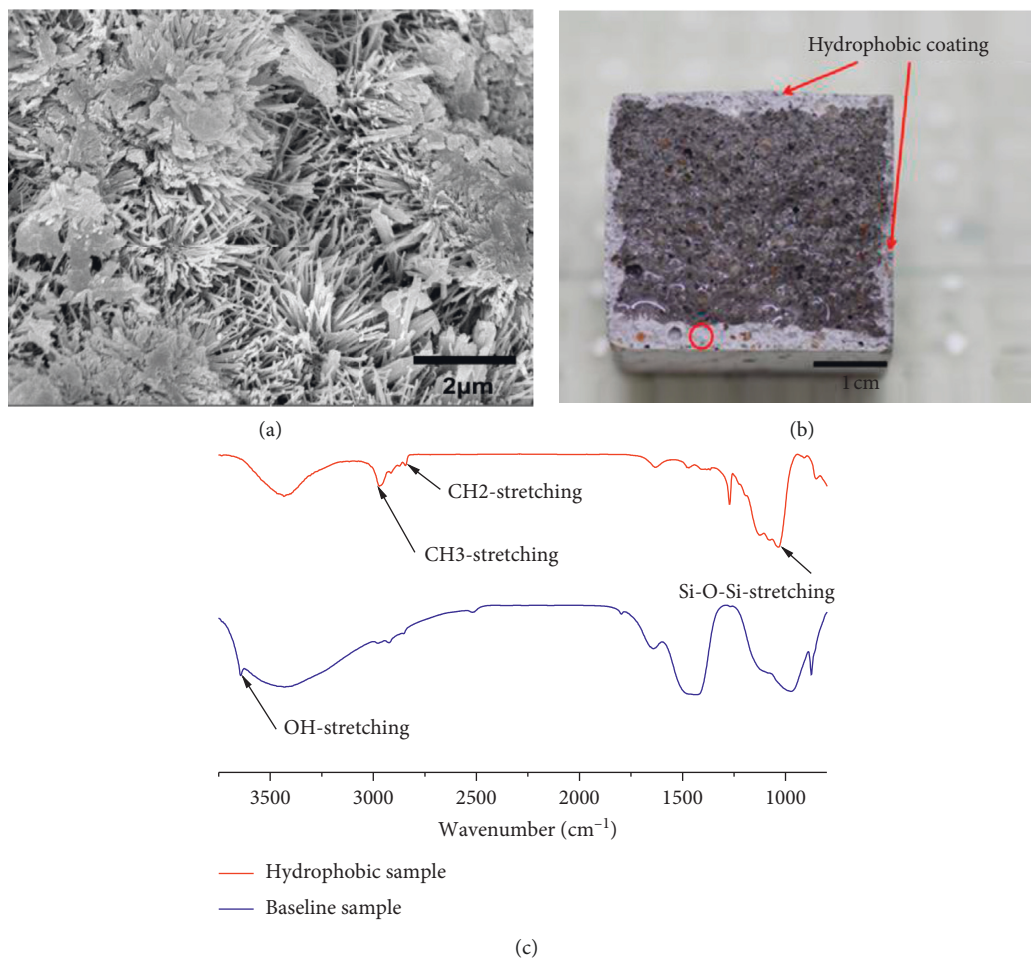 Hydrophobic coating
2μm
1 cm
(a)
(b)
CH2-stretching
CH3-stretching
Si-O-Si-stretching
OH-stretching
3500 3000 2500 2000 1500 1000
Wavenumber (cm⁻¹)
Hydrophobic sample
Baseline sample
(c)